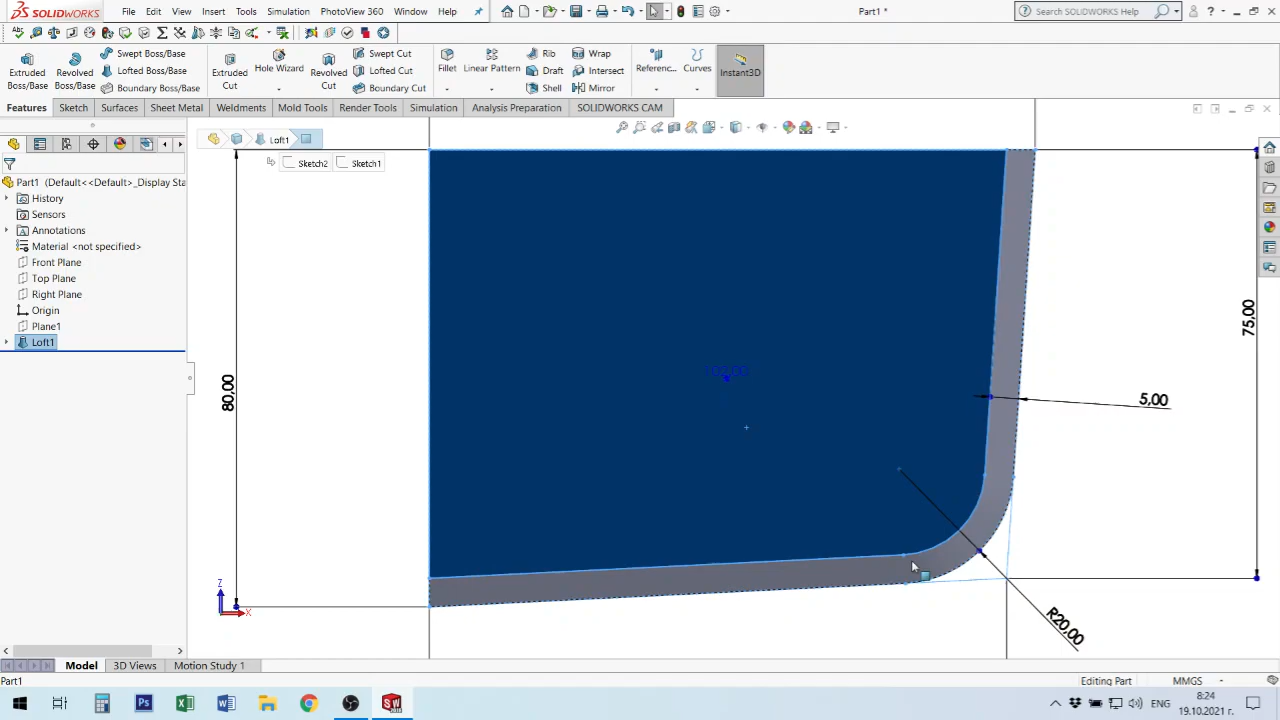 SOLIDWORKS
File
Edit
View
Insert
Tools
Simulation
PhotoView 360
Window
Help
Part1 *
Search SOLIDWORKS Help
Extruded Boss/Base
Revolved Boss/Base
Swept Boss/Base
Lofted Boss/Base
Boundary Boss/Base
Extruded Cut
Hole Wizard
Revolved Cut
Swept Cut
Lofted Cut
Boundary Cut
Fillet
Linear Pattern
Rib
Draft
Shell
Wrap
Intersect
Mirror
Referenc...
Curves
Instant3D
Features
Sketch
Surfaces
Sheet Metal
Weldments
Mold Tools
Render Tools
Simulation
Analysis Preparation
SOLIDWORKS CAM
Loft1
Sketch2
Sketch1
Part1 (Default<<Default>_Display Sta
History
Sensors
Annotations
Material <not specified>
Front Plane
Top Plane
Right Plane
Origin
Plane1
Loft1
80,00
100,00
75,00
5,00
R20,00
Z
X
Model
3D Views
Motion Study 1
Part1
Editing Part
MMGS
ENG
8:24
19.10.2021 г.